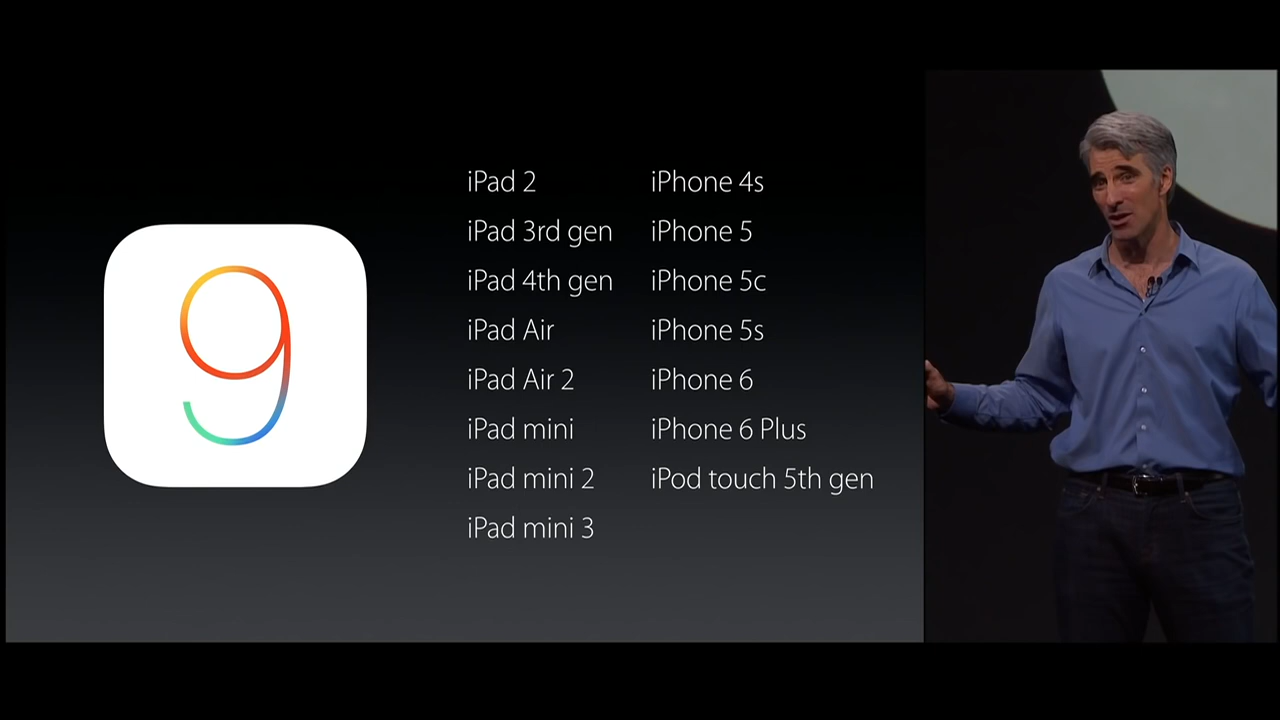 9
iPad 2
iPad 3rd gen
iPad 4th gen
iPad Air
iPad Air 2
iPad mini
iPad mini 2
iPad mini 3
iPhone 4s
iPhone 5
iPhone 5c
iPhone 5s
iPhone 6
iPhone 6 Plus
iPod touch 5th gen